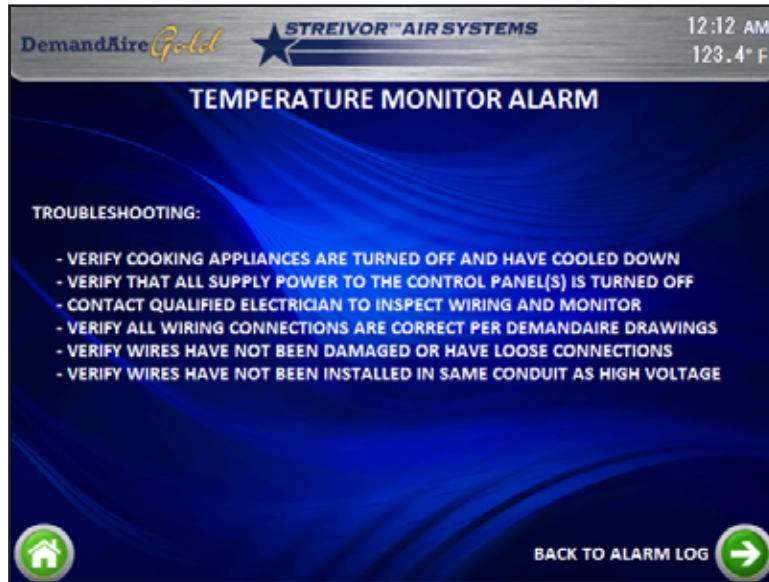 DemandAire Gold
STREIVOR™ AIR SYSTEMS
12:12 AM
123.4° F
TEMPERATURE MONITOR ALARM
TROUBLESHOOTING:
- VERIFY COOKING APPLIANCES ARE TURNED OFF AND HAVE COOLED DOWN
- VERIFY THAT ALL SUPPLY POWER TO THE CONTROL PANEL(S) IS TURNED OFF
- CONTACT QUALIFIED ELECTRICIAN TO INSPECT WIRING AND MONITOR
- VERIFY ALL WIRING CONNECTIONS ARE CORRECT PER DEMANDAIRE DRAWINGS
- VERIFY WIRES HAVE NOT BEEN DAMAGED OR HAVE LOOSE CONNECTIONS
- VERIFY WIRES HAVE NOT BEEN INSTALLED IN SAME CONDUIT AS HIGH VOLTAGE
BACK TO ALARM LOG